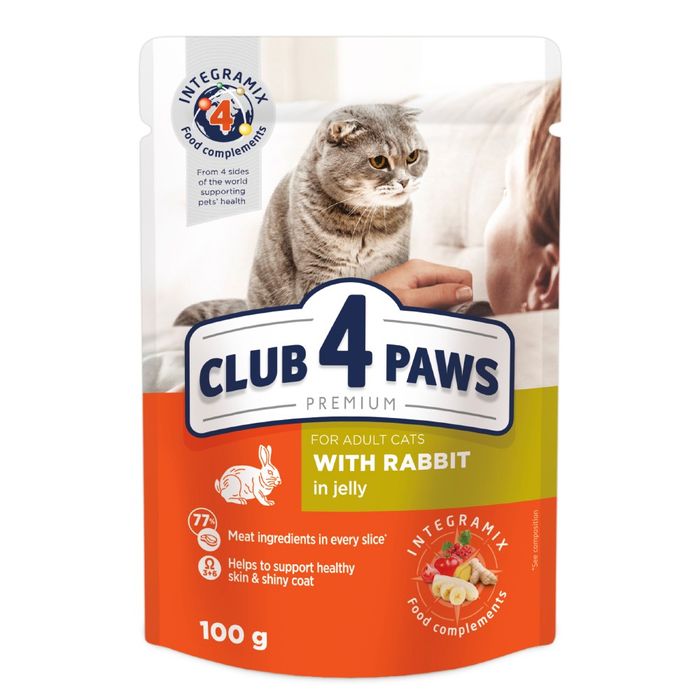 INTEGRAMIX
4
Food complements
From 4 sides
of the world
supporting
pets' health
CLUB 4 PAWS
PREMIUM
FOR ADULT CATS
WITH RABBIT
in jelly
77%
Meat ingredients in every slice*
Ω
3+6
Helps to support healthy
skin & shiny coat
100 g
INTEGRAMIX
Food complements
*See composition